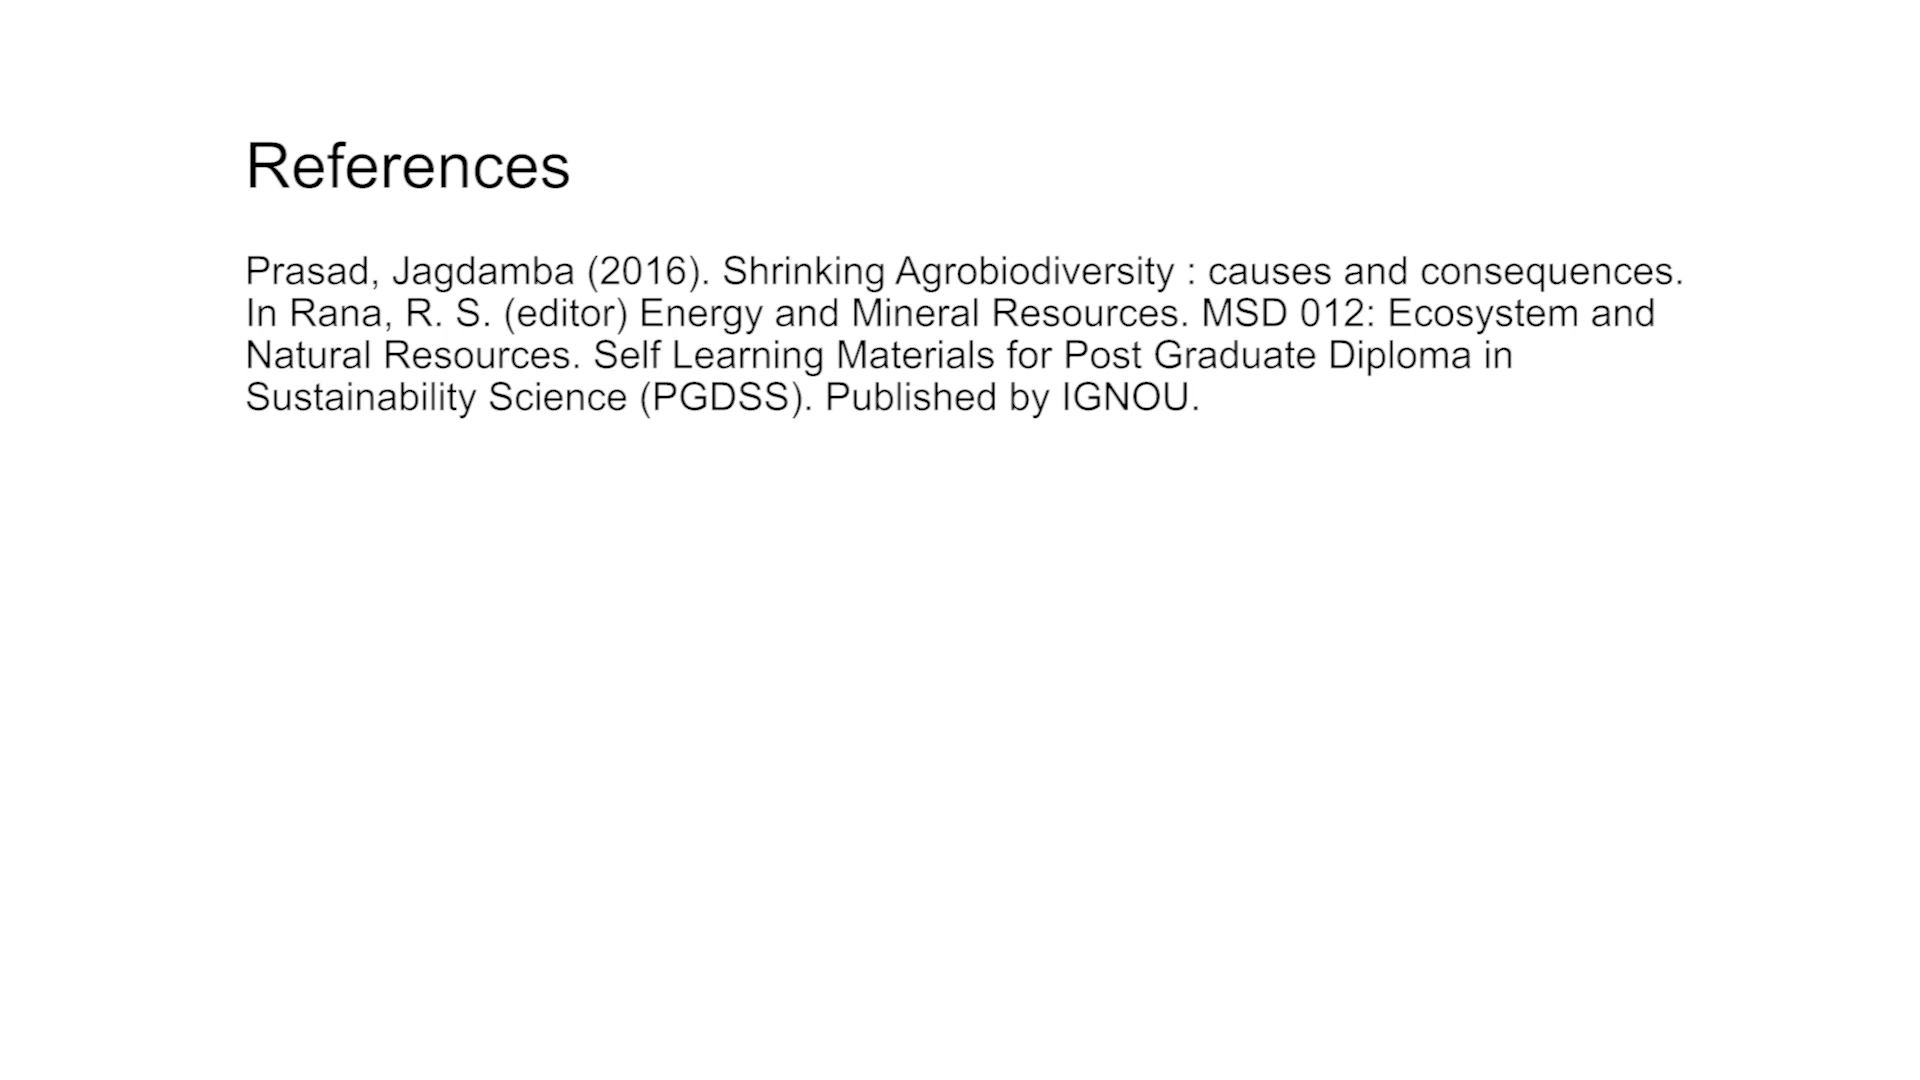 References
Prasad, Jagdamba (2016). Shrinking Agrobiodiversity : causes and consequences.
In Rana, R. S. (editor) Energy and Mineral Resources. MSD 012: Ecosystem and
Natural Resources. Self Learning Materials for Post Graduate Diploma in
Sustainability Science (PGDSS). Published by IGNOU.